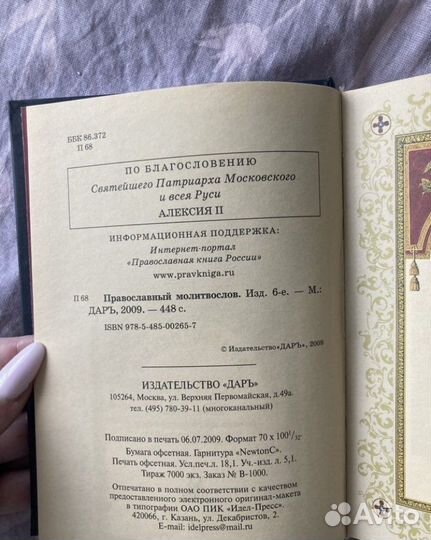 ББК 86.372
П 68
ПО БЛАГОСЛОВЕНИЮ
Святейшего Патриарха Московского
и всея Руси
АЛЕКСИЯ II
ИНФОРМАЦИОННАЯ ПОДДЕРЖКА:
Интернет-портал
«Православная книга России»
www.pravkniga.ru
П 68 Православный молитвослов. Изд. 6-е. — М.:
ДАРЪ, 2009. — 448 с.
ISBN 978-5-485-00265-7
© Издательство«ДАРЪ», 2009
ИЗДАТЕЛЬСТВО «ДАРЪ»
105264, Москва, ул. Верхняя Первомайская, д.49а.
тел. (495) 780-39-11 (многоканальный)
Подписано в печать 06.07.2009. Формат 70 х 100 1/32.
Бумага офсетная. Гарнитура «NewtonC».
Печать офсетная. Усл.печ.л. 18,1. Уч.-изд. л. 5,1.
Тираж 7000 экз. Заказ № В-1000.
Отпечатано в полном соответствии с качеством
предоставленного электронного оригинал-макета
в типографии ОАО ПИК «Идел-Пресс».
420066, г. Казань, ул. Декабристов, 2.
E-mail: idelpress@mail.ru
Avito